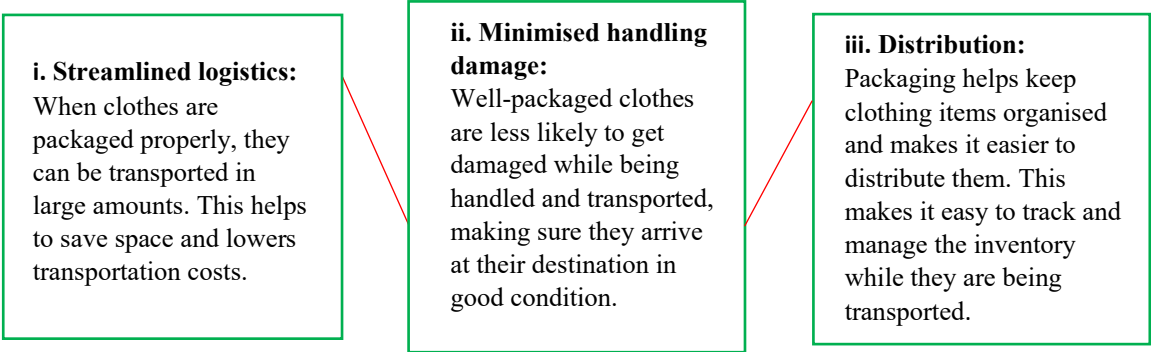 i. Streamlined logistics:
When clothes are
packaged properly, they
can be transported in
large amounts. This helps
to save space and lowers
transportation costs.
ii. Minimised handling
damage:
Well-packaged clothes
are less likely to get
damaged while being
handled and transported,
making sure they arrive
at their destination in
good condition.
iii. Distribution:
Packaging helps keep
clothing items organised
and makes it easier to
distribute them. This
makes it easy to track and
manage the inventory
while they are being
transported.